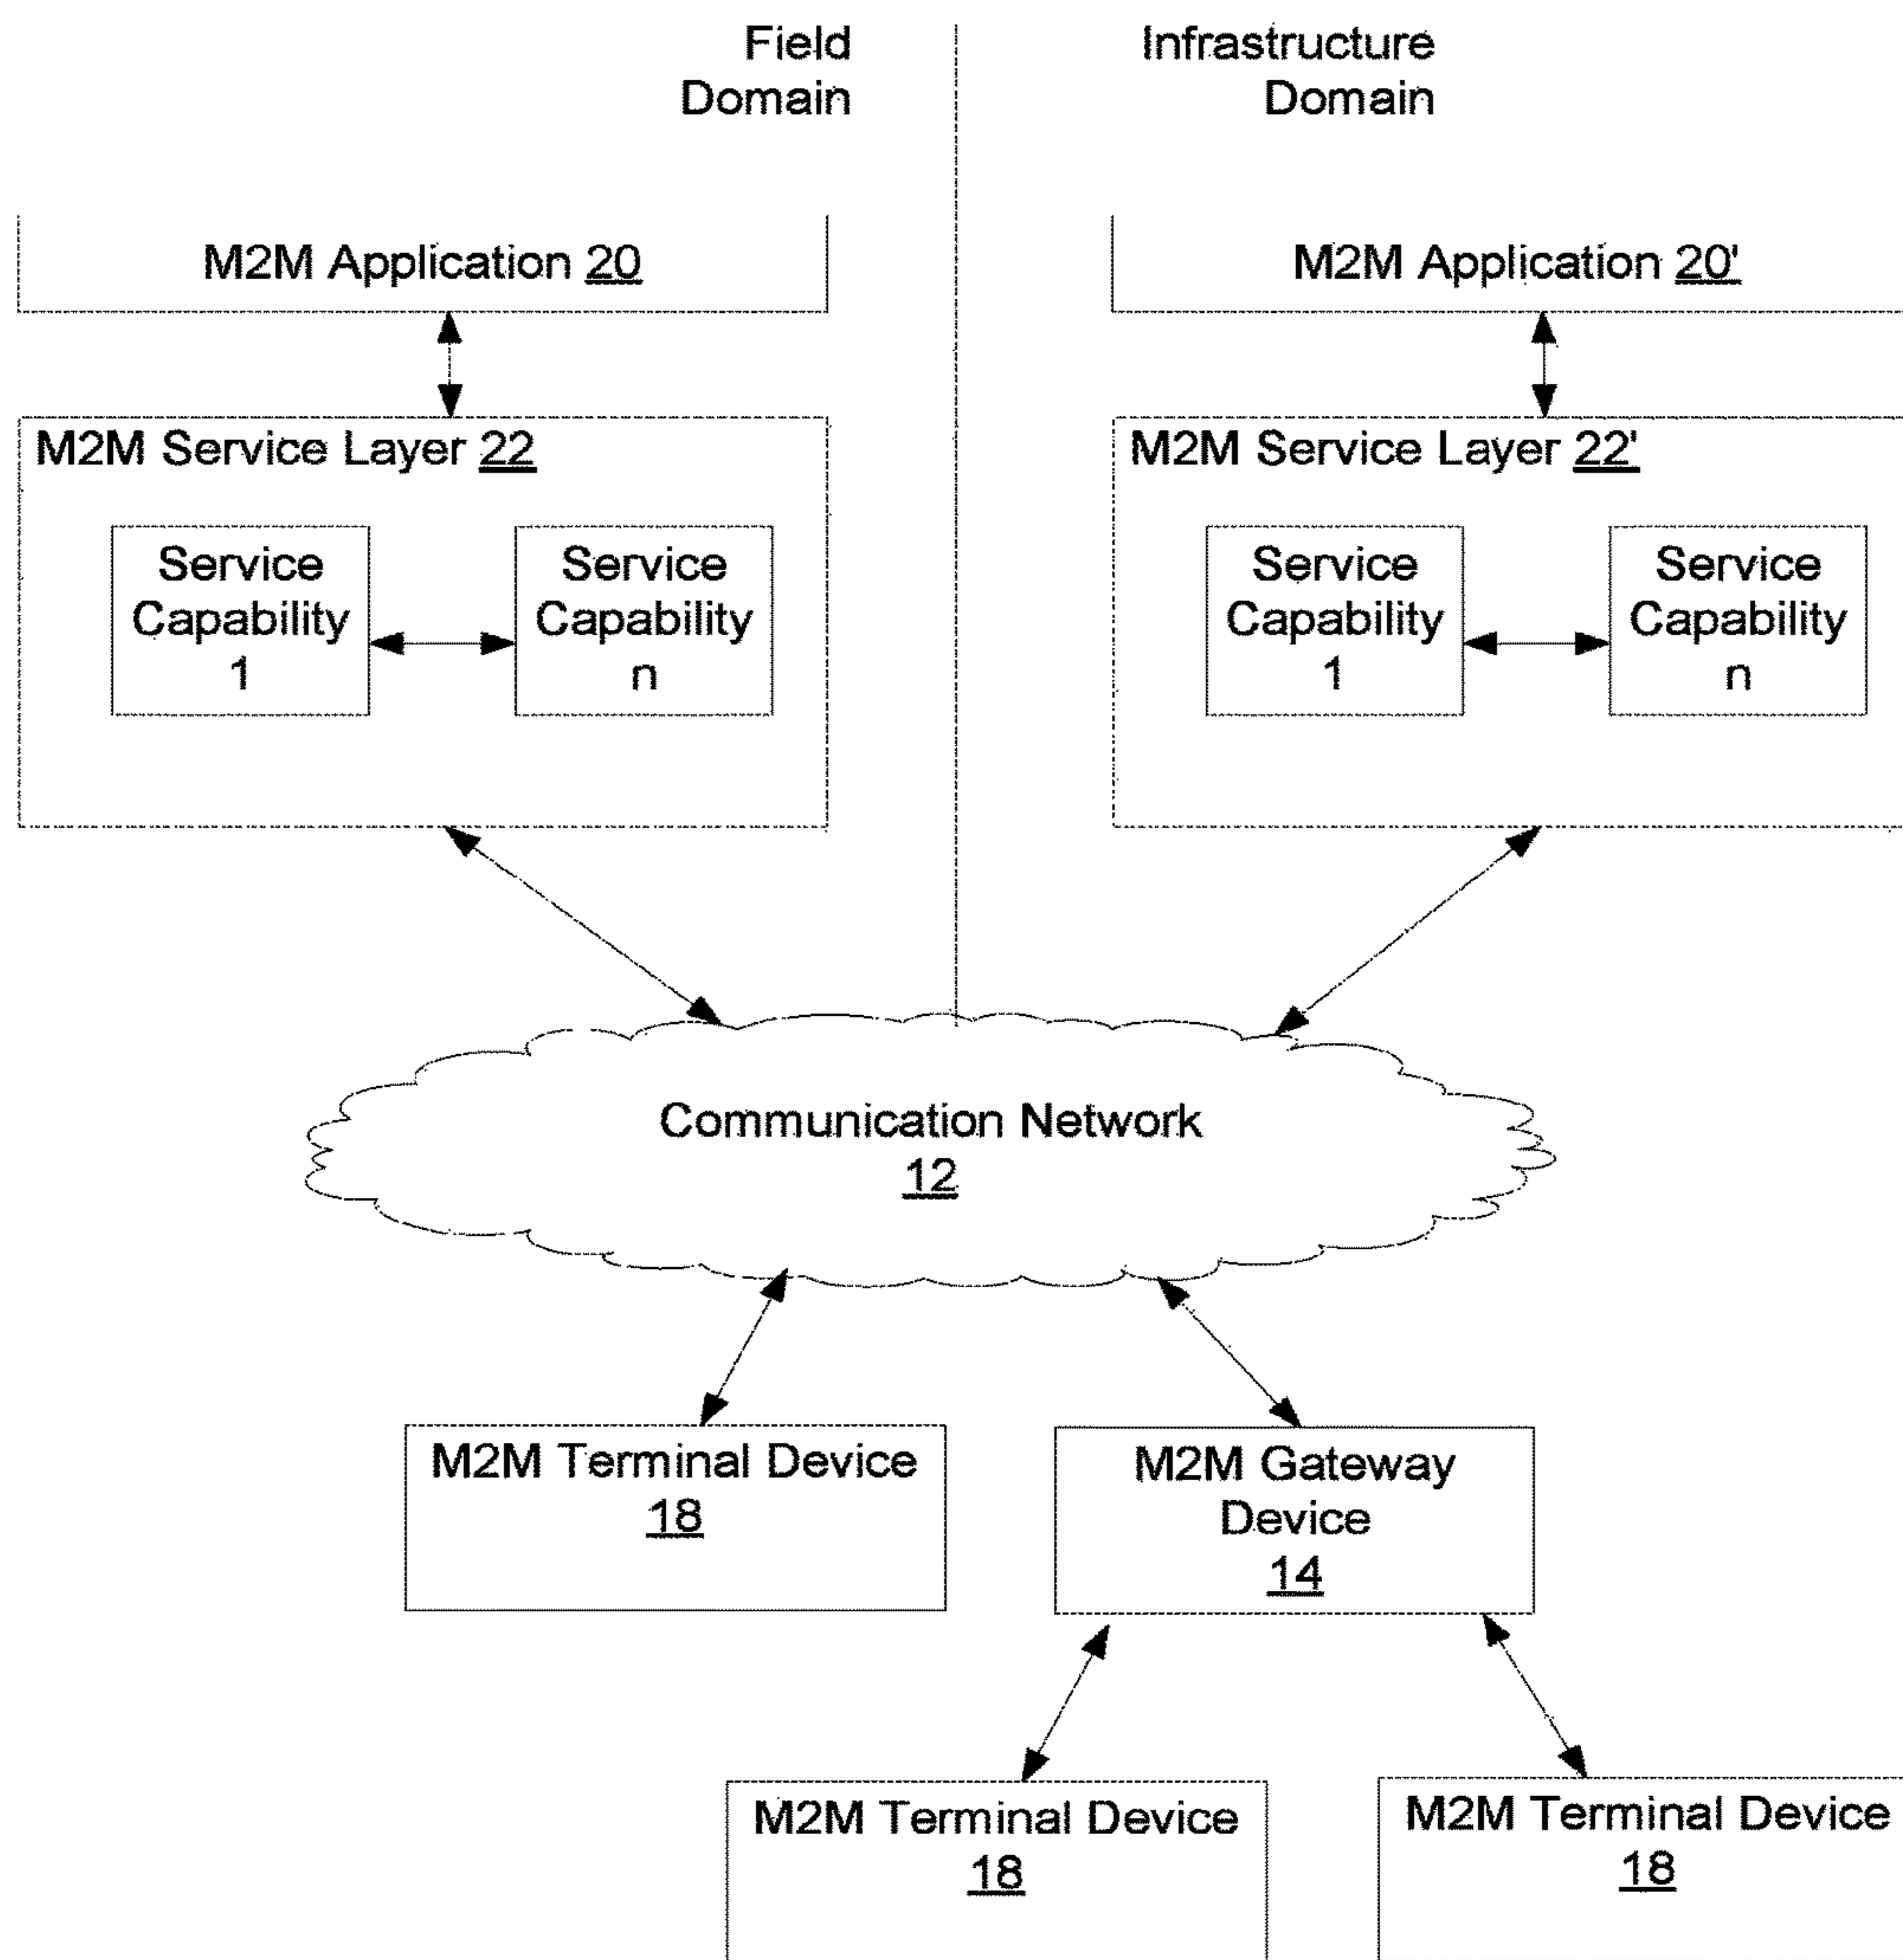 Field
Domain
Infrastructure
Domain
M2M Application 20
M2M Application 20'
M2M Service Layer 22
Service
Capability
1
Service
Capability
n
M2M Service Layer 22'
Service
Capability
1
Service
Capability
n
Communication Network
12
M2M Terminal Device
18
M2M Gateway
Device
14
M2M Terminal Device
18
M2M Terminal Device
18